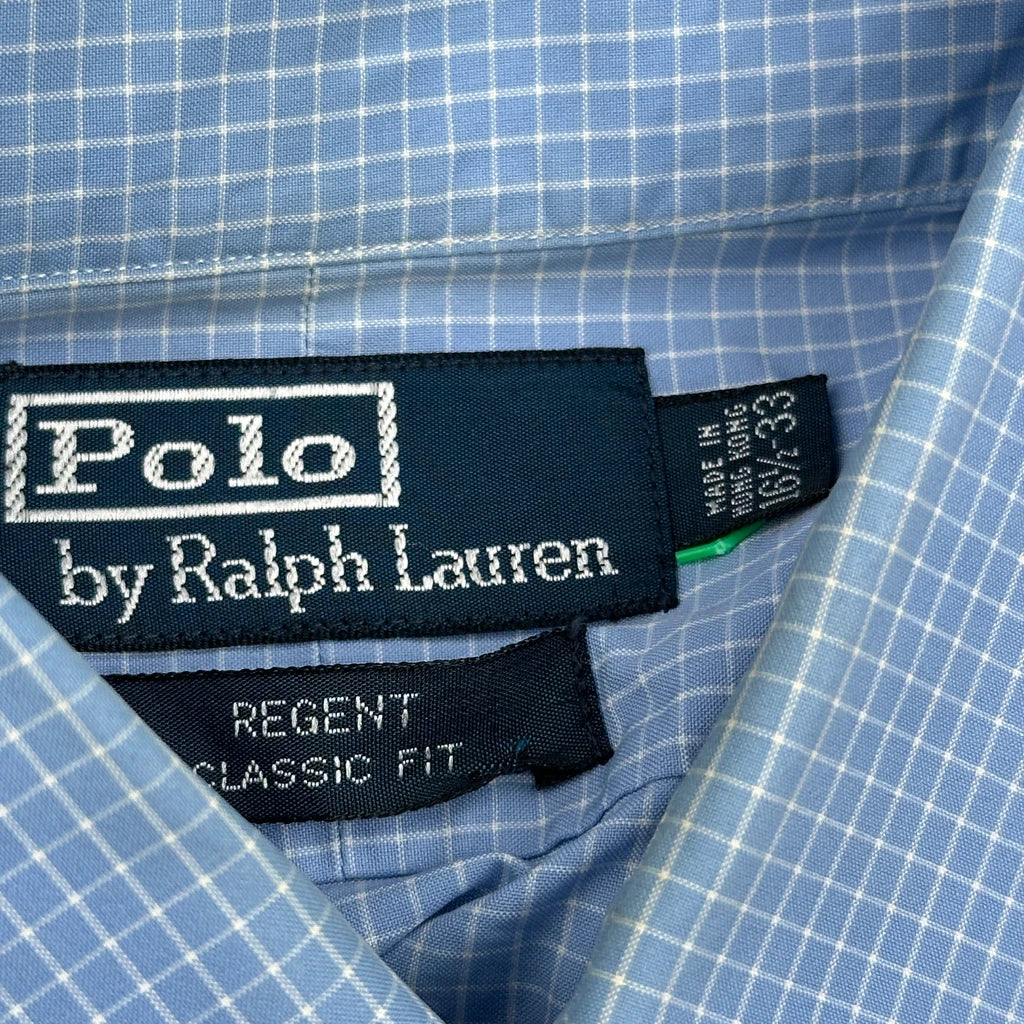 Polo
by Ralph Lauren
MADE IN
HONG KONG
16½-33
REGENT
CLASSIC FIT